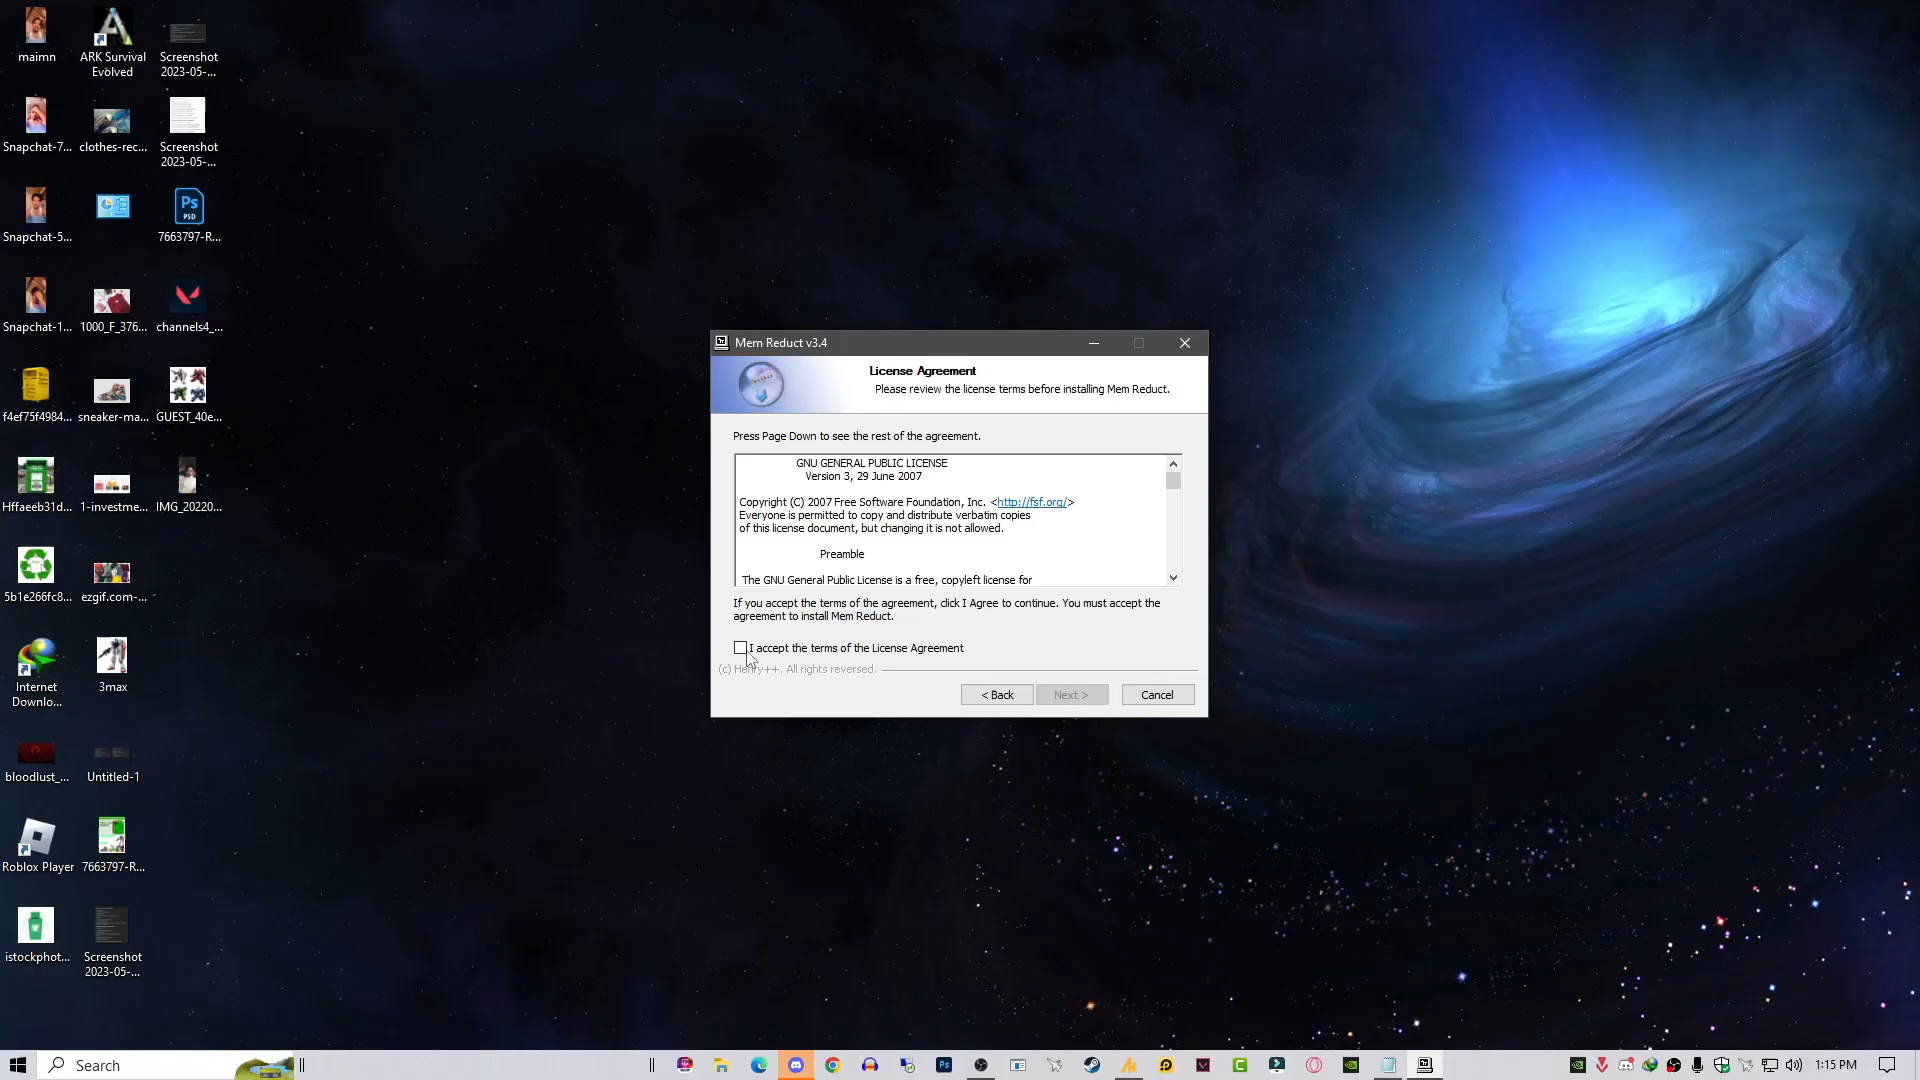 maimn
ARK Survival
Evolved
Screenshot
2023-05-...
Snapchat-7...
clothes-rec...
Screenshot
2023-05-...
Snapchat-5...
Ps
PSD
7663797-R...
Snapchat-1...
1000_F_376...
channels4_...
f4ef75f4984...
sneaker-ma...
GUEST_40e...
Hffaeeb31d...
1-investme...
IMG_20220...
5b1e266fc8...
ezgif.com-...
Internet
Downlo...
3max
bloodlust_...
Untitled-1
Roblox Player
7663797-R...
istockphot...
Screenshot
2023-05-...
Mem Reduct v3.4
License Agreement
Please review the license terms before installing Mem Reduct.
Press Page Down to see the rest of the agreement.
GNU GENERAL PUBLIC LICENSE
Version 3, 29 June 2007
Copyright (C) 2007 Free Software Foundation, Inc. <http://fsf.org/>
Everyone is permitted to copy and distribute verbatim copies
of this license document, but changing it is not allowed.
Preamble
The GNU General Public License is a free, copyleft license for
If you accept the terms of the agreement, click I Agree to continue. You must accept the
agreement to install Mem Reduct.
I accept the terms of the License Agreement
(c) Henry++. All rights reversed.
< Back
Next >
Cancel
Search
Ps
1:15 PM